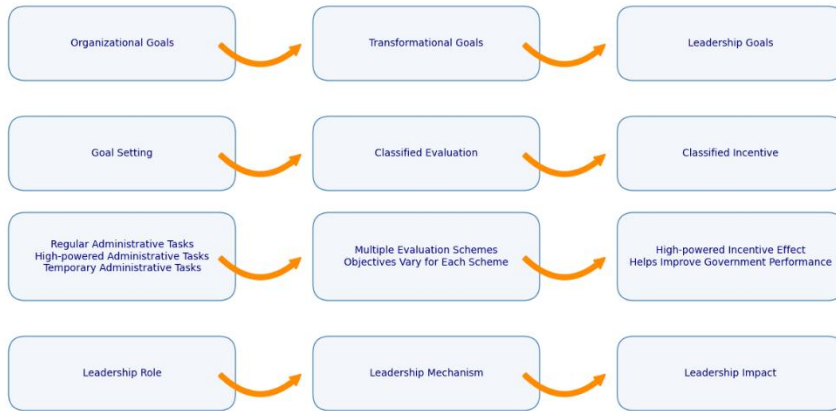 Organizational Goals
Transformational Goals
Leadership Goals
Goal Setting
Classified Evaluation
Classified Incentive
Regular Administrative Tasks
High-powered Administrative Tasks
Temporary Administrative Tasks
Multiple Evaluation Schemes
Objectives Vary for Each Scheme
High-powered Incentive Effect
Helps Improve Government Performance
Leadership Role
Leadership Mechanism
Leadership Impact